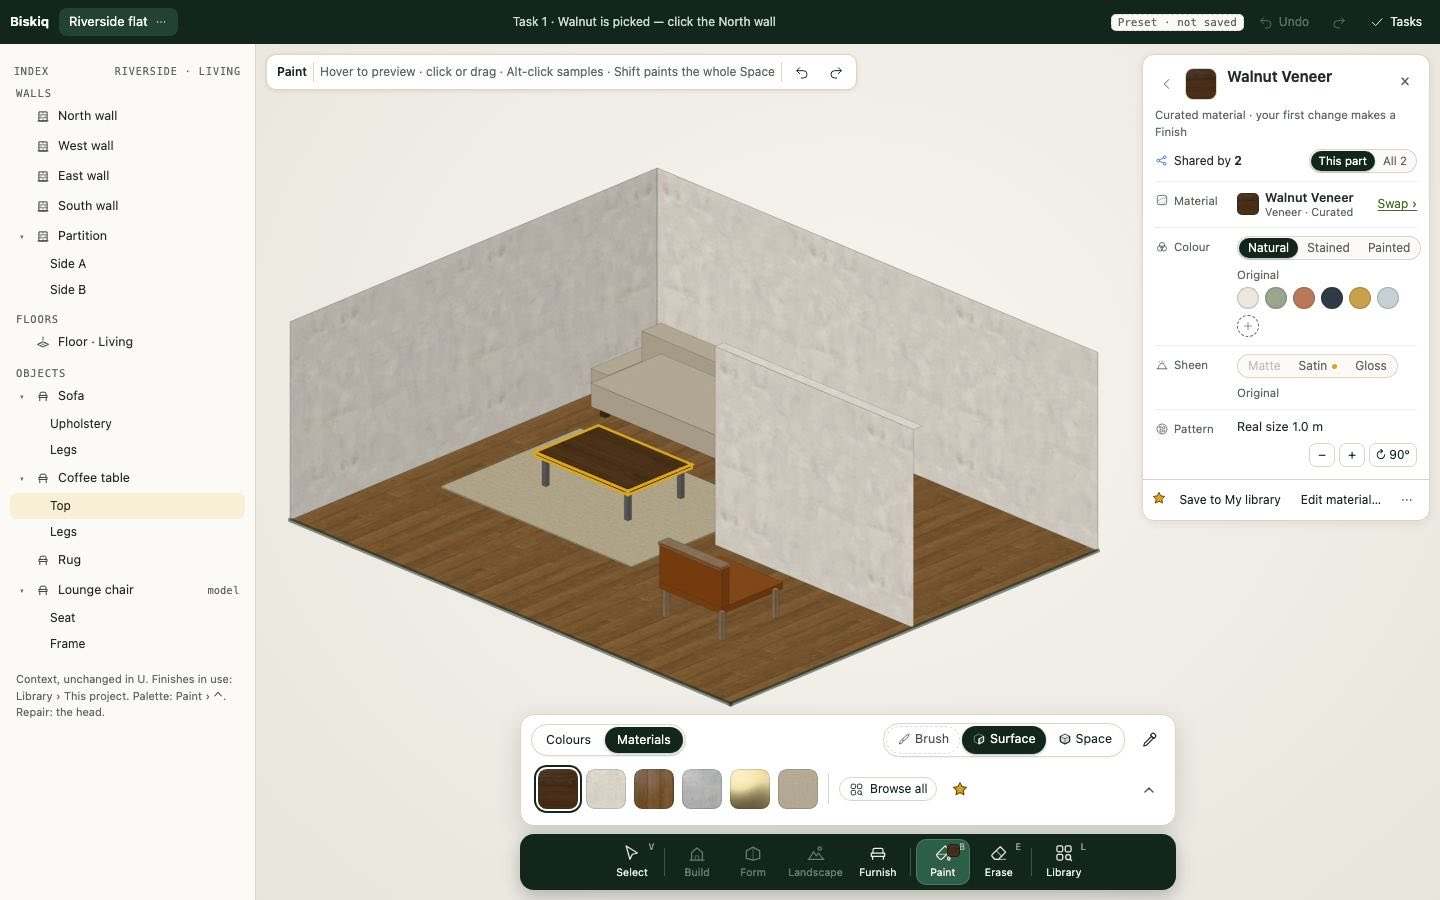 Biskiq
Riverside flat ···
Task 1 · Walnut is picked — click the North wall
Preset · not saved
Undo
Tasks
INDEX
RIVERSIDE · LIVING
WALLS
North wall
West wall
East wall
South wall
Partition
Side A
Side B
FLOORS
Floor · Living
OBJECTS
Sofa
Upholstery
Legs
Coffee table
Top
Legs
Rug
Lounge chair
model
Seat
Frame
Context, unchanged in U. Finishes in use:
Library › This project. Palette: Paint › ^.
Repair: the head.
Paint
Hover to preview · click or drag · Alt-click samples · Shift paints the whole Space
Walnut Veneer
Curated material · your first change makes a
Finish
Shared by 2
This part
All 2
Material
Walnut Veneer
Veneer · Curated
Swap ›
Colour
Natural
Stained
Painted
Original
+
Sheen
Matte
Satin
Gloss
Original
Pattern
Real size 1.0 m
−
+
90°
Save to My library
Edit material…
···
Colours
Materials
Brush
Surface
Space
Browse all
Select
V
Build
Form
Landscape
Furnish
Paint
B
Erase
E
Library
L